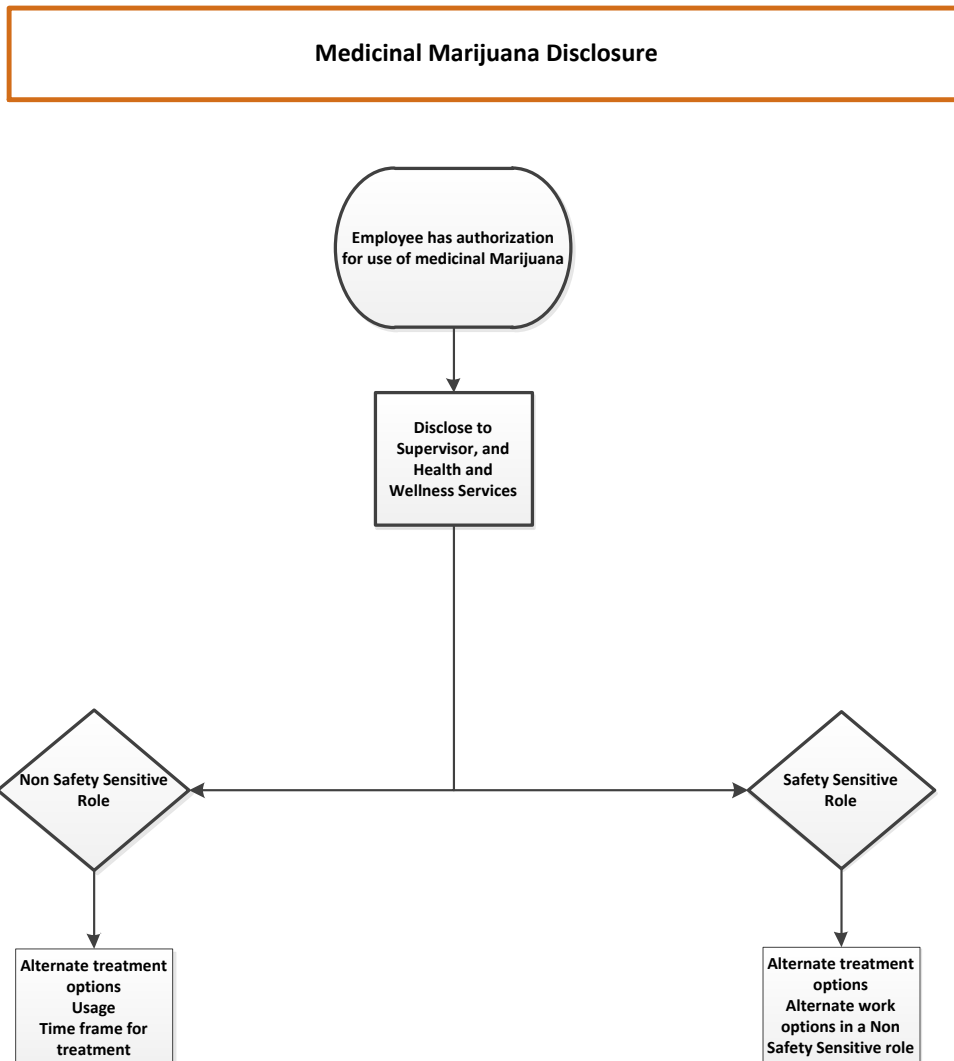 Medicinal Marijuana Disclosure
Employee has authorization
for use of medicinal Marijuana
Disclose to
Supervisor, and
Health and
Wellness Services
Non Safety Sensitive
Role
Safety Sensitive
Role
Alternate treatment
options
Usage
Time frame for
treatment
Alternate treatment
options
Alternate work
options in a Non
Safety Sensitive role